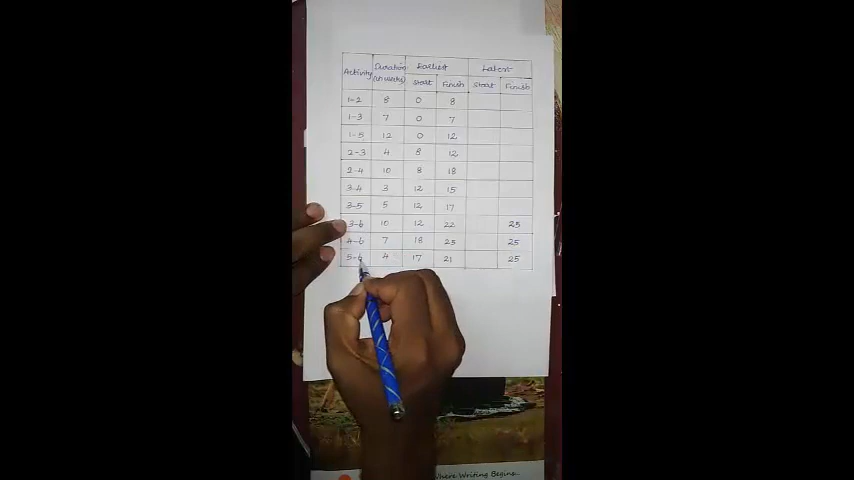 Activity Duration (in weeks) Earliest Latest
Start Finish Start Finish
1-2 8 0 8
1-3 7 0 7
1-5 12 0 12
2-3 4 8 12
2-4 10 8 18
3-4 3 12 15
3-5 5 12 17
3-6 10 12 22 25
4-6 7 18 25 25
5-6 4 17 21 25
Where Writing Begins